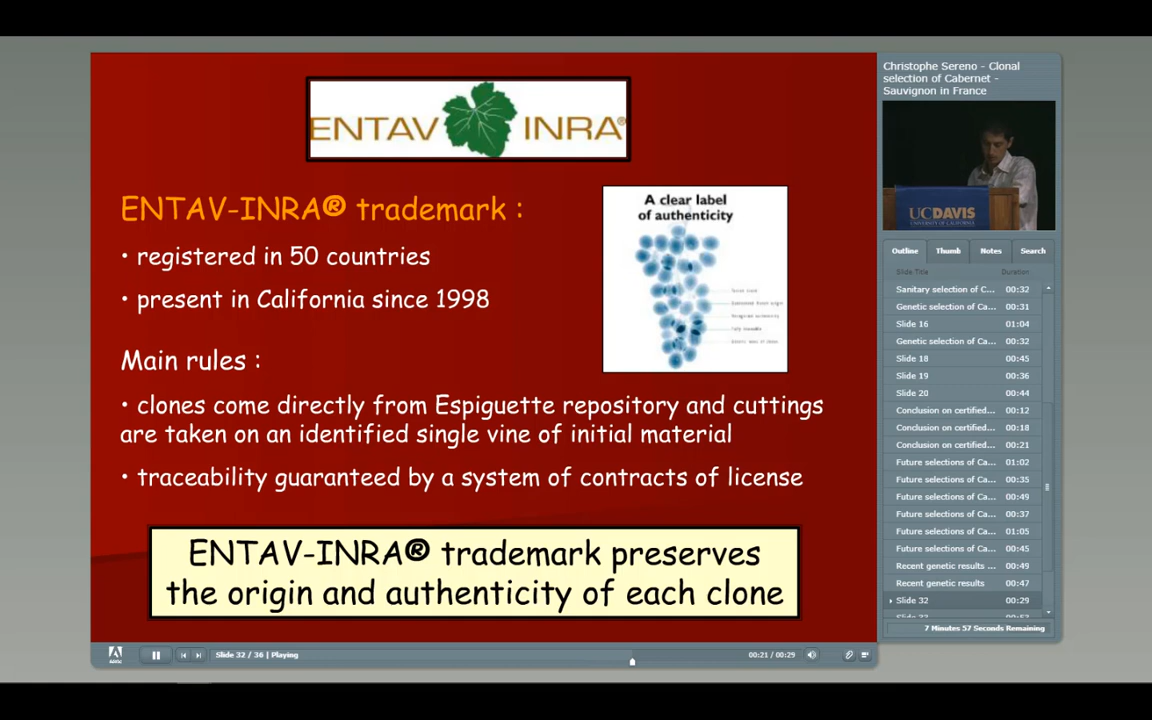 ENTAV INRA®
ENTAV-INRA® trademark :
• registered in 50 countries
• present in California since 1998
Main rules :
• clones come directly from Espiguette repository and cuttings
are taken on an identified single vine of initial material
• traceability guaranteed by a system of contracts of license
A clear label
of authenticity
ENTAV-INRA® trademark preserves
the origin and authenticity of each clone
Slide 32 / 36 | Playing
00:21 / 00:29
Christophe Sereno - Clonal
selection of Cabernet -
Sauvignon in France
UCDAVIS
UNIVERSITY OF CALIFORNIA
Outline Thumb Notes Search
Slide Title Duration
Sanitary selection of C... 00:32
Genetic selection of Ca... 00:31
Slide 16 01:04
Genetic selection of Ca... 00:32
Slide 18 00:45
Slide 19 00:36
Slide 20 00:44
Conclusion on certified... 00:12
Conclusion on certified... 00:18
Conclusion on certified... 00:21
Future selections of Ca... 01:02
Future selections of Ca... 00:35
Future selections of Ca... 00:49
Future selections of Ca... 00:37
Future selections of Ca... 01:05
Future selections of Ca... 00:45
Recent genetic results ... 00:49
Recent genetic results 00:47
Slide 32 00:29
7 Minutes 57 Seconds Remaining